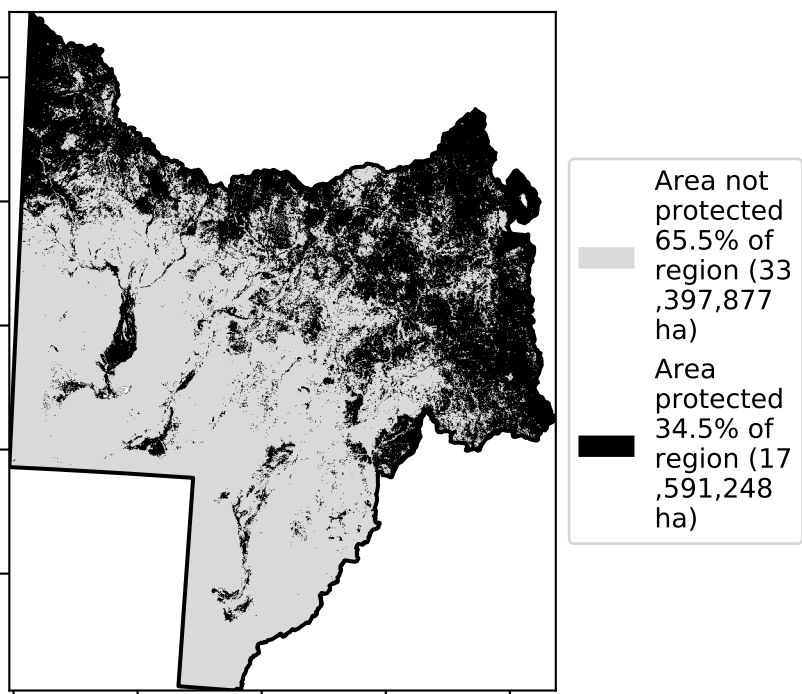 Area not
protected
65.5% of
region (33
,397,877
ha)
Area
protected
34.5% of
region (17
,591,248
ha)